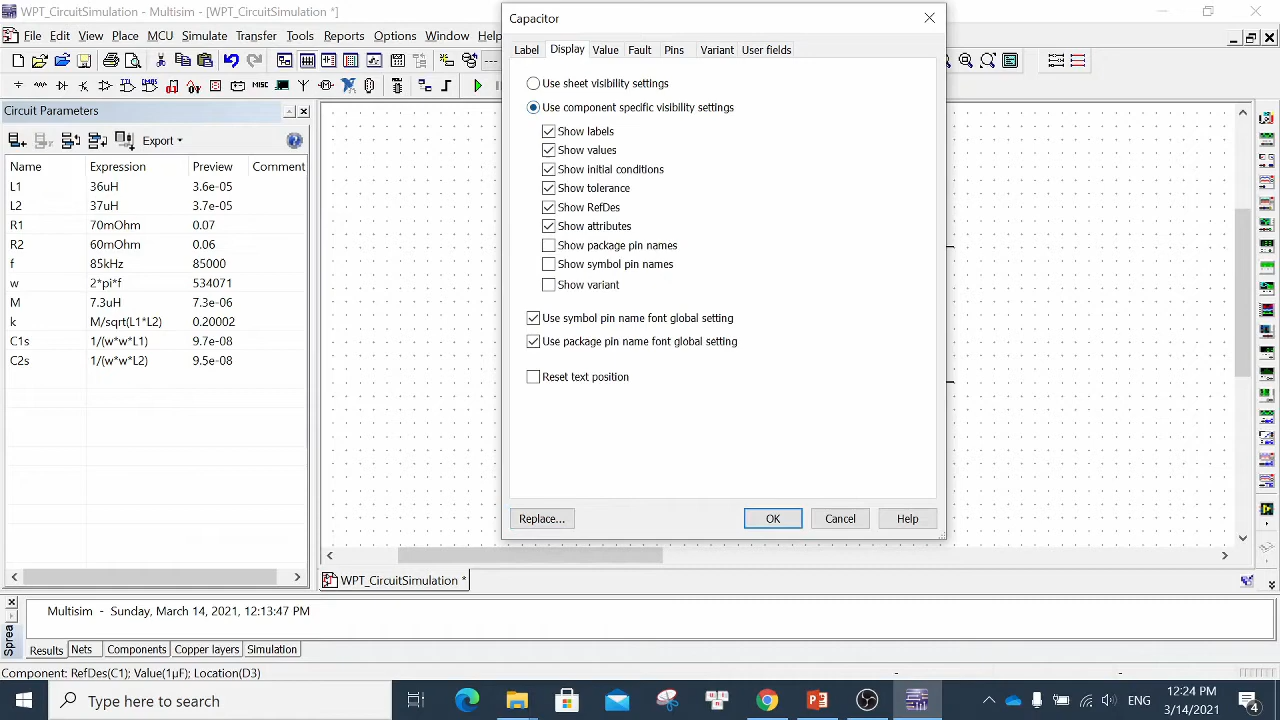 WPT_CircuitSimulation - Multisim - [WPT_CircuitSimulation *]
File Edit View Place MCU Simulate Transfer Tools Reports Options Window Help
MISC
Circuit Parameters
Export
Name Expression Preview Comment
L1 36uH 3.6e-05
L2 37uH 3.7e-05
R1 70mOhm 0.07
R2 60mOhm 0.06
f 85kHz 85000
w 2*pi*f 534071
M 7.3uH 7.3e-06
k M/sqrt(L1*L2) 0.20002
C1s 1/(w*w*L1) 9.7e-08
C2s 1/(w*w*L2) 9.5e-08
Capacitor
Label Display Value Fault Pins Variant User fields
Use sheet visibility settings
Use component specific visibility settings
Show labels
Show values
Show initial conditions
Show tolerance
Show RefDes
Show attributes
Show package pin names
Show symbol pin names
Show variant
Use symbol pin name font global setting
Use package pin name font global setting
Reset text position
Replace... OK Cancel Help
WPT_CircuitSimulation *
Multisim - Sunday, March 14, 2021, 12:13:47 PM
Sprea
Results Nets Components Copper layers Simulation
Component: RefDes(C1); Value(1µF); Location(D3)
Type here to search
ENG
12:24 PM
3/14/2021
4